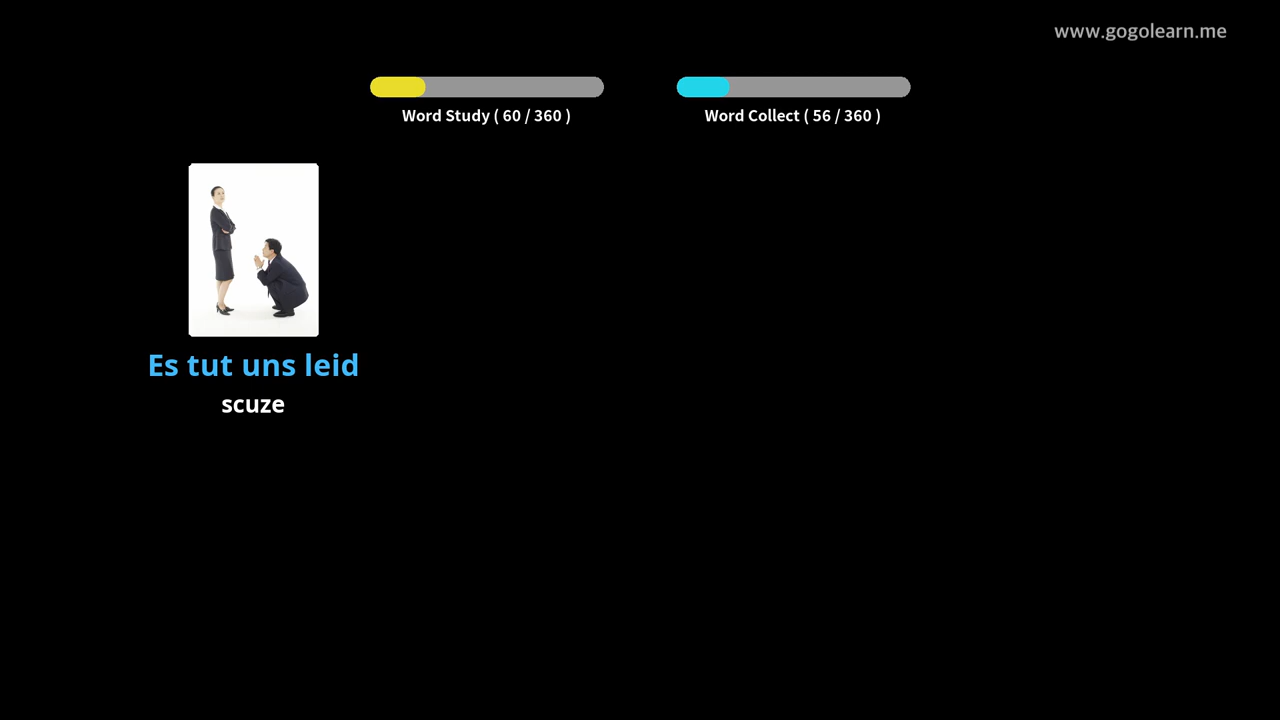 www.gogolearn.me
Word Study ( 60 / 360 )
Word Collect ( 56 / 360 )
Es tut uns leid
scuze